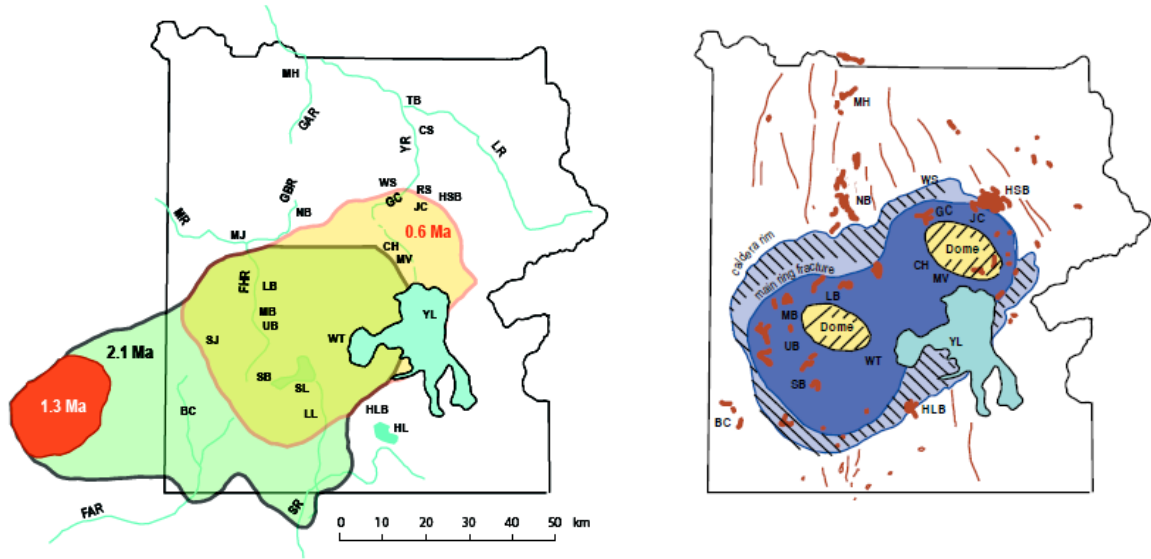 MH
GAR
TB
CS
YR
LR
WS
RS
HSB
GBR
GC
JC
NB
MR
0.6 Ma
MJ
CH
MV
FHR
LB
MB
UB
YL
WT
SJ
2.1 Ma
SB
SL
1.3 Ma
BC
LL
HLB
HL
FAR
SR
0 10 20 30 40 50 km
MH
WS
HSB
NB
GC
JC
caldera rim
Dome
CH
MV
main ring fracture
LB
MB
Dome
UB
WT
YL
SB
HLB
BC